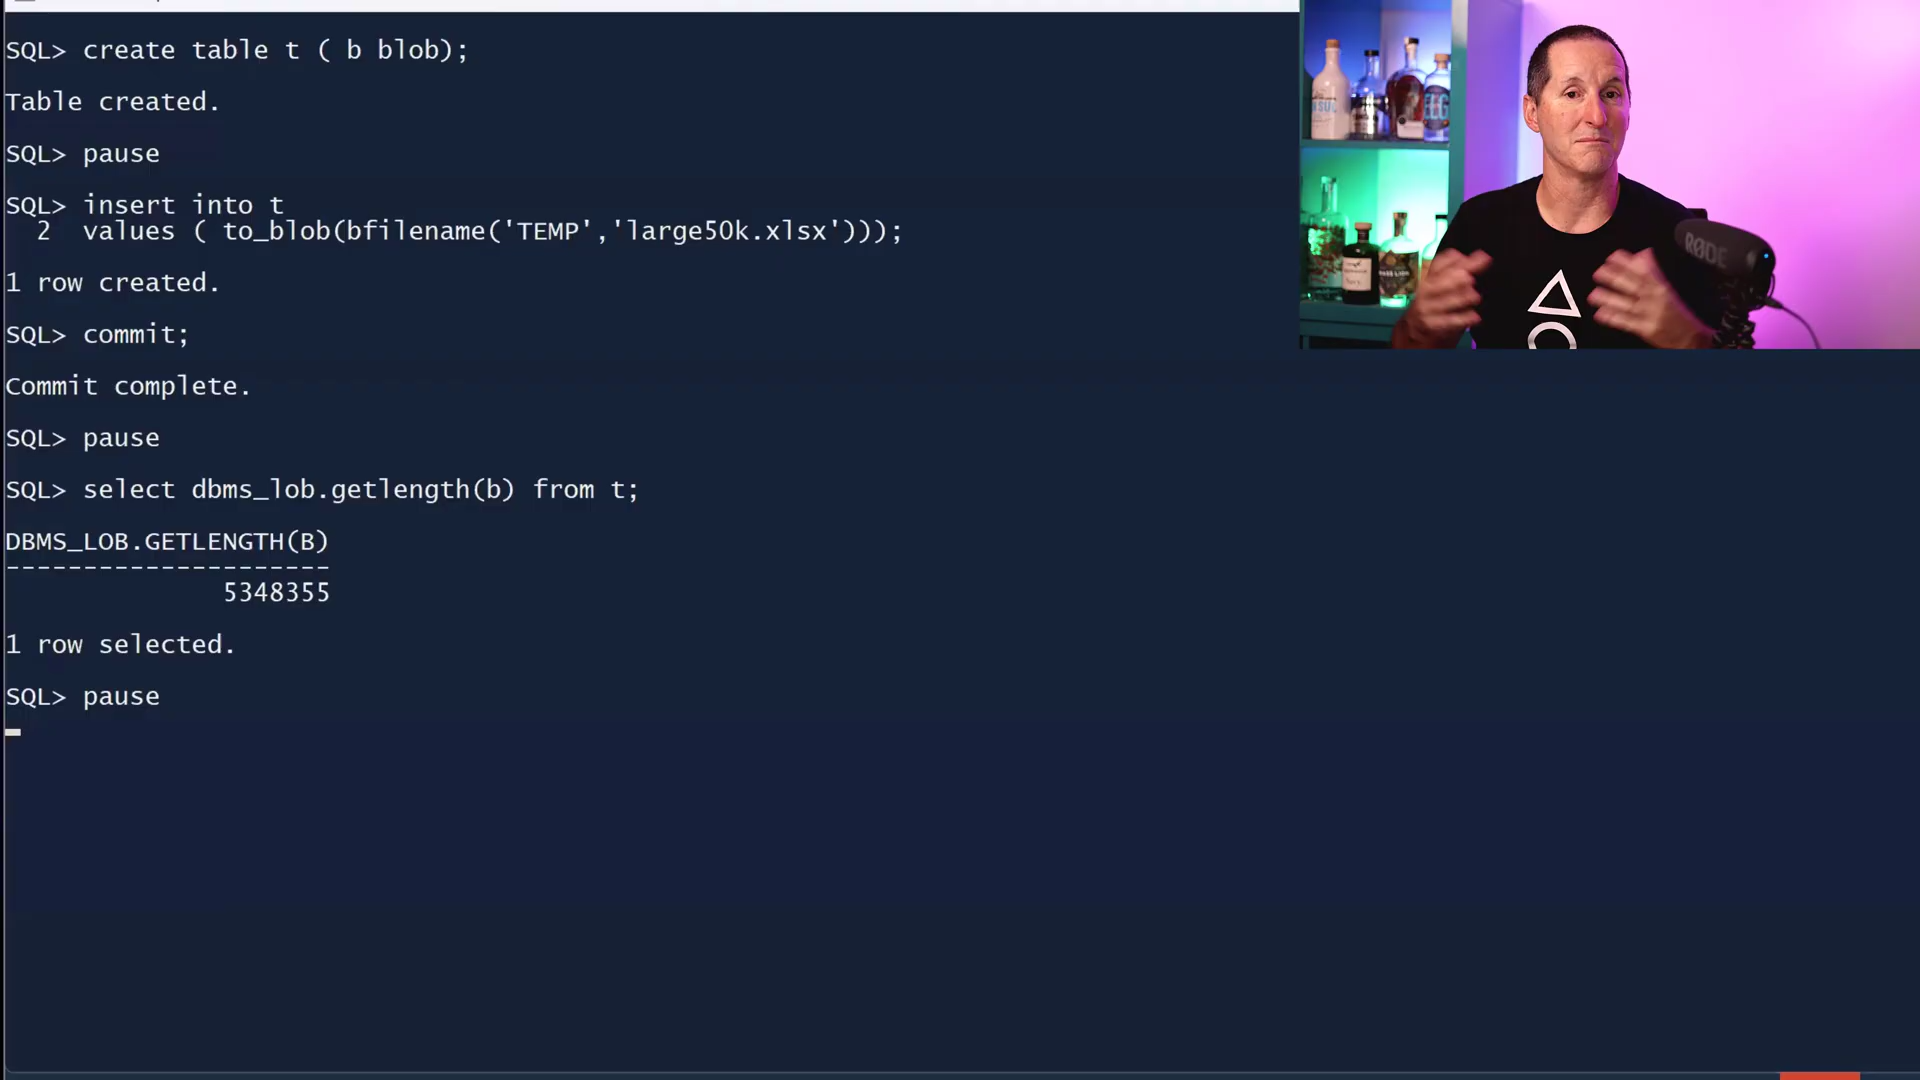 SQL> create table t ( b blob);
Table created.
SQL> pause
SQL> insert into t
  2  values ( to_blob(bfilename('TEMP','large50k.xlsx')));
1 row created.
SQL> commit;
Commit complete.
SQL> pause
SQL> select dbms_lob.getlength(b) from t;
DBMS_LOB.GETLENGTH(B)
---------------------
              5348355
1 row selected.
SQL> pause
RØDE